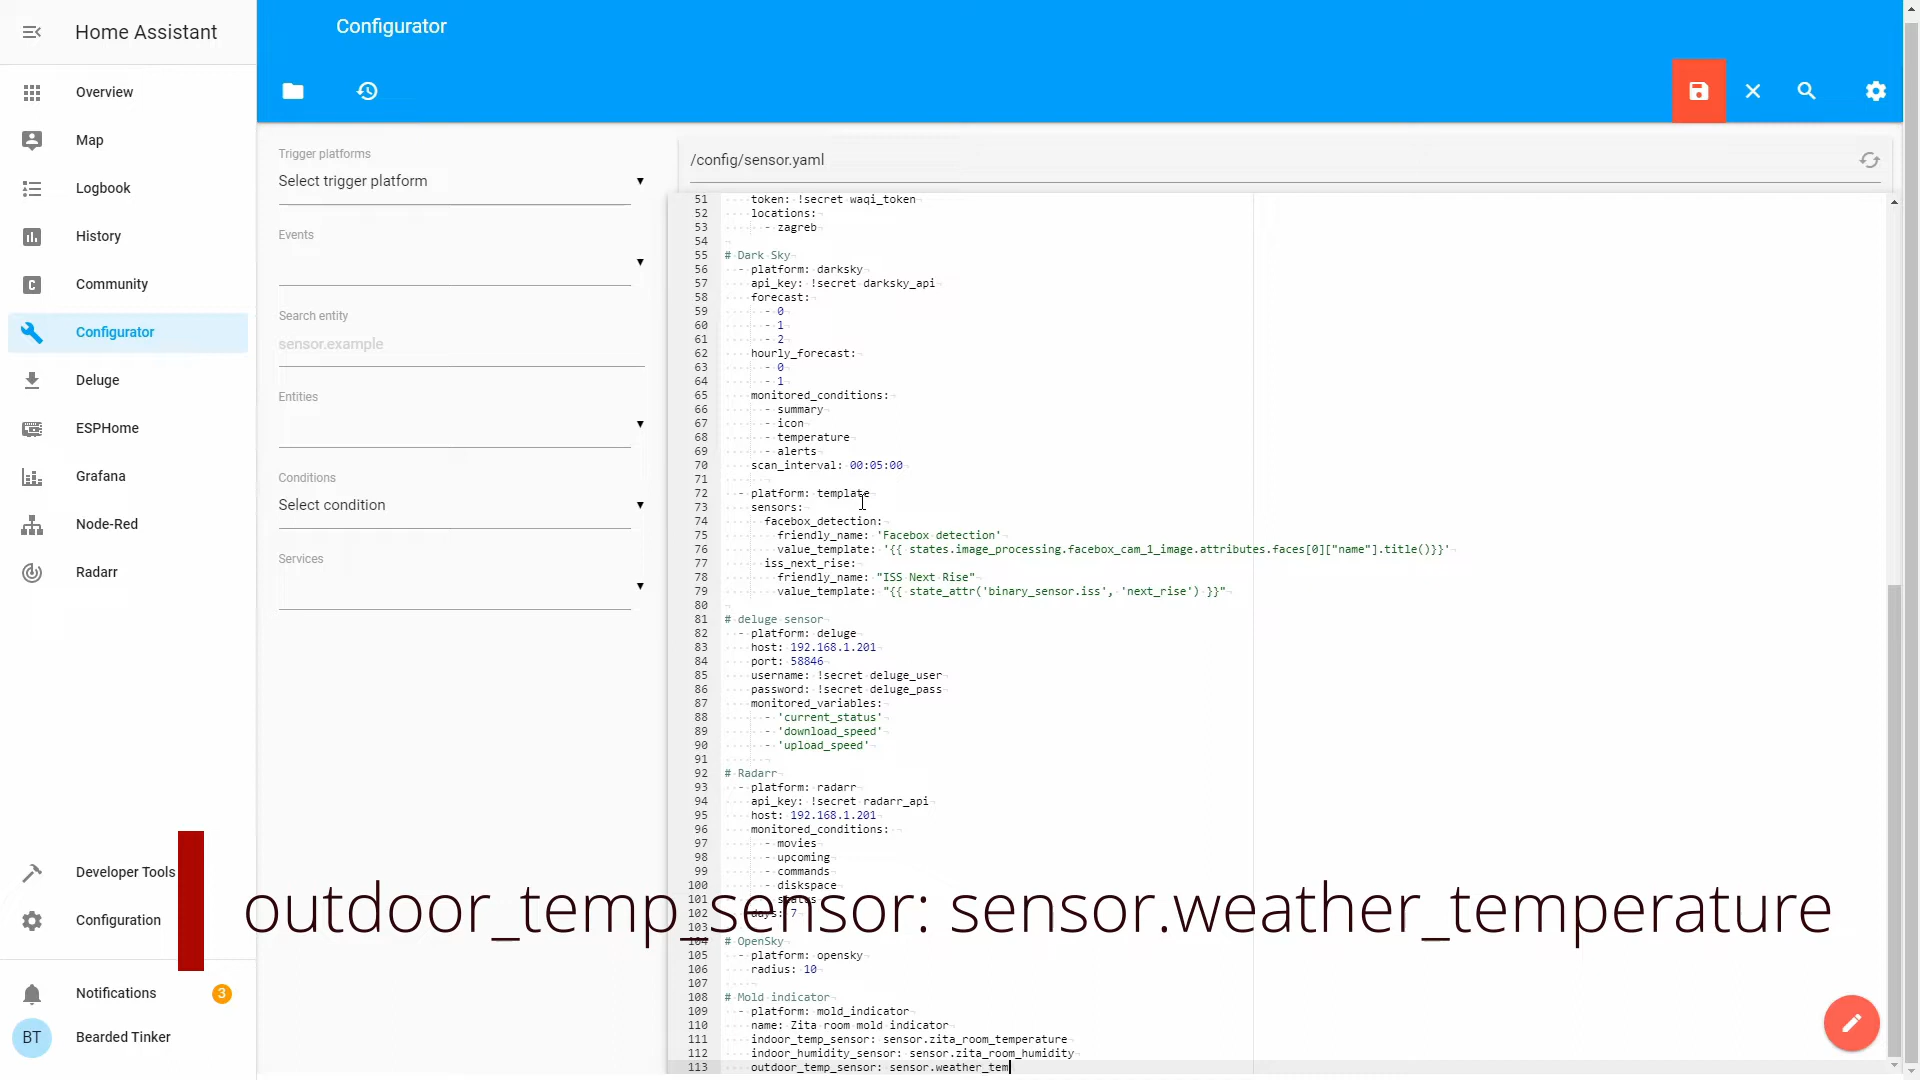 Home Assistant
Configurator
Overview
Map
Logbook
History
Community
Configurator
Deluge
ESPHome
Grafana
Node-Red
Radarr
Developer Tools
Configuration
Notifications 3
BT Bearded Tinker
Trigger platforms
Select trigger platform
Events
Search entity
sensor.example
Entities
Conditions
Select condition
Services
/config/sensor.yaml
51 token: !secret waqi_token
52 locations:
53 - zagreb
54
55 # Dark Sky
56 - platform: darksky
57 api_key: !secret darksky_api
58 forecast:
59 - 0
60 - 1
61 - 2
62 hourly_forecast:
63 - 0
64 - 1
65 monitored_conditions:
66 - summary
67 - icon
68 - temperature
69 - alerts
70 scan_interval: 00:05:00
71
72 - platform: template
73 sensors:
74 facebox_detection:
75 friendly_name: 'Facebox detection'
76 value_template: '{{ states.image_processing.facebox_cam_1_image.attributes.faces[0]["name"].title()}}'
77 iss_next_rise:
78 friendly_name: "ISS Next Rise"
79 value_template: "{{ state_attr('binary_sensor.iss', 'next_rise') }}"
80
81 # deluge sensor
82 - platform: deluge
83 host: 192.168.1.201
84 port: 58846
85 username: !secret deluge_user
86 password: !secret deluge_pass
87 monitored_variables:
88 - 'current_status'
89 - 'download_speed'
90 - 'upload_speed'
91
92 # Radarr
93 - platform: radarr
94 api_key: !secret radarr_api
95 host: 192.168.1.201
96 monitored_conditions:
97 - movies
98 - upcoming
99 - commands
100 - diskspace
101 - status
102 days: 7
103
104 # OpenSky
105 - platform: opensky
106 radius: 10
107
108 # Mold indicator
109 - platform: mold_indicator
110 name: Zita room mold indicator
111 indoor_temp_sensor: sensor.zita_room_temperature
112 indoor_humidity_sensor: sensor.zita_room_humidity
113 outdoor_temp_sensor: sensor.weather_tem
outdoor_temp_sensor: sensor.weather_temperature